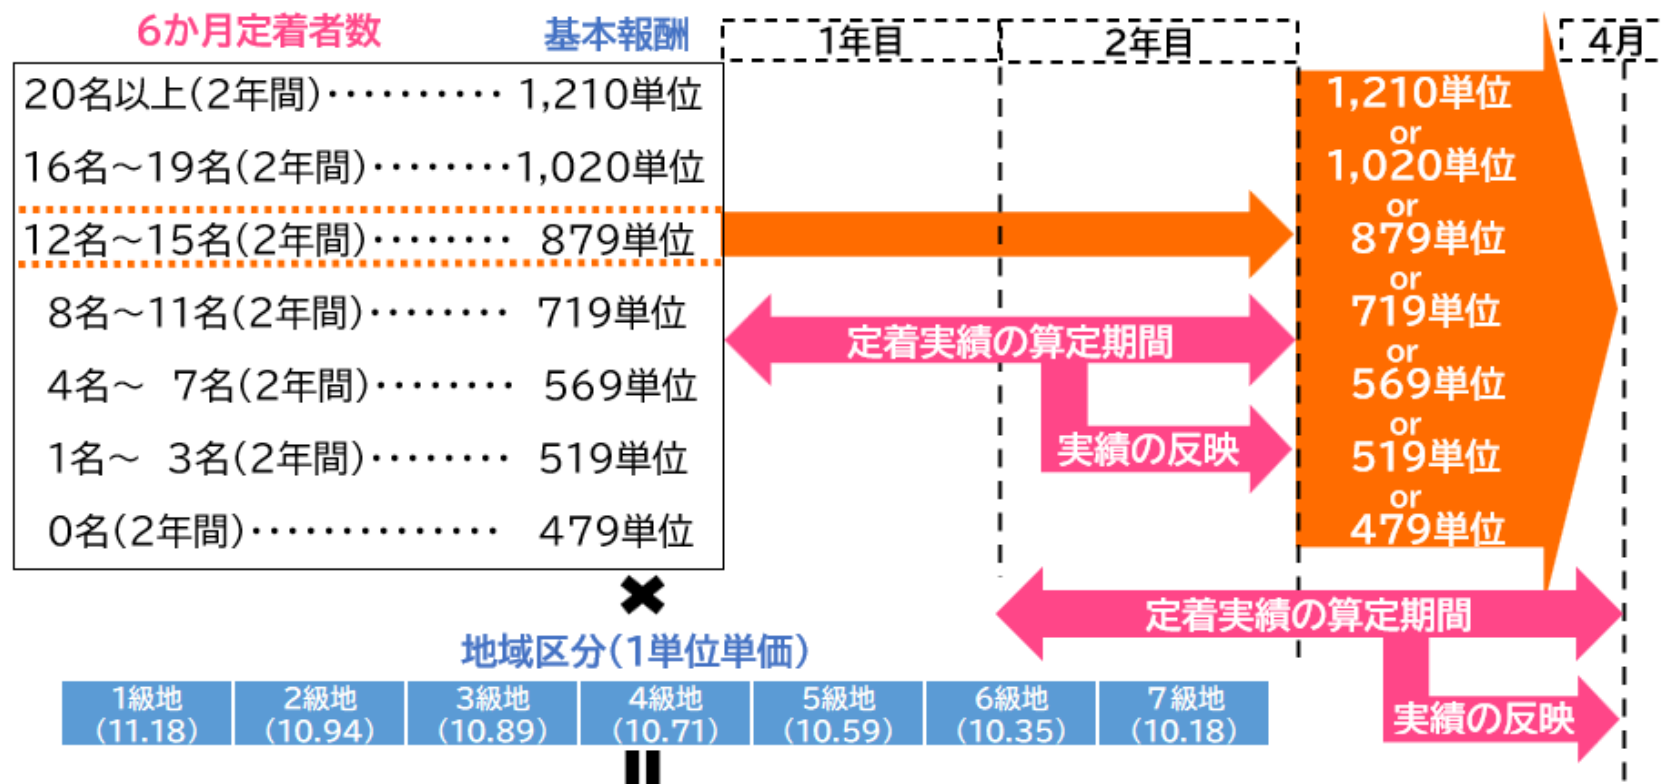 6か月定着者数 基本報酬
20名以上(2年間)・・・・・・・・・・ 1,210単位
16名～19名(2年間)・・・・・・・・1,020単位
12名～15名(2年間)・・・・・・・・ 879単位
8名～11名(2年間)・・・・・・・・ 719単位
4名～ 7名(2年間)・・・・・・・・ 569単位
1名～ 3名(2年間)・・・・・・・・ 519単位
0名(2年間)・・・・・・・・・・・・・・ 479単位
1年目
2年目
4月
1,210単位
or
1,020単位
or
879単位
or
719単位
or
569単位
or
519単位
or
479単位
定着実績の算定期間
実績の反映
定着実績の算定期間
実績の反映
×
地域区分(1単位単価)
1級地
(11.18)
2級地
(10.94)
3級地
(10.89)
4級地
(10.71)
5級地
(10.59)
6級地
(10.35)
7級地
(10.18)